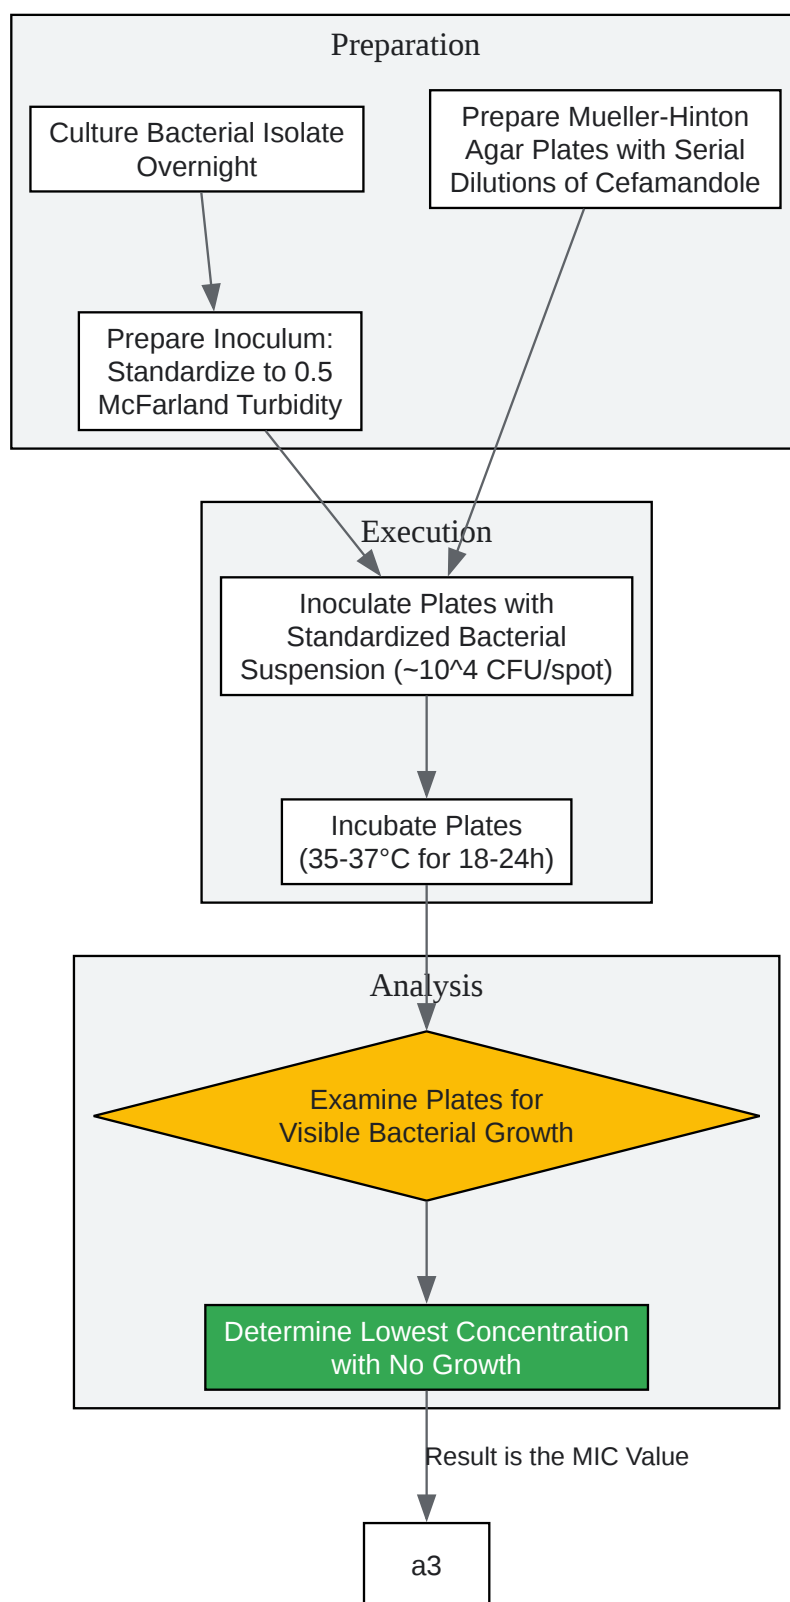 Preparation
Culture Bacterial Isolate
Overnight
Prepare Mueller-Hinton
Agar Plates with Serial
Dilutions of Cefamandole
Prepare Inoculum:
Standardize to 0.5
McFarland Turbidity
Execution
Inoculate Plates with
Standardized Bacterial
Suspension (~10^4 CFU/spot)
Incubate Plates
(35-37°C for 18-24h)
Analysis
Examine Plates for
Visible Bacterial Growth
Determine Lowest Concentration
with No Growth
Result is the MIC Value
a3